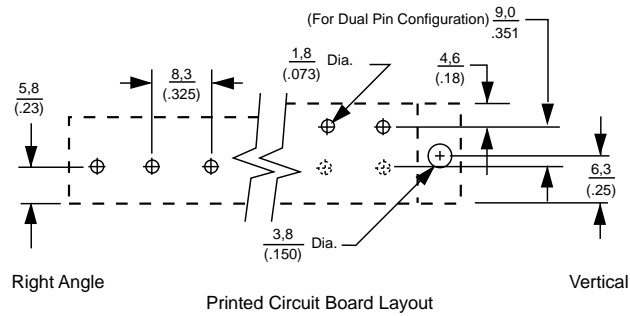 (For Dual Pin Configuration) 9,0
.351
1,8 Dia.
(.073)
4,6
(.18)
8,3
(.325)
5,8
(.23)
6,3
(.25)
3,8 Dia.
(.150)
Right Angle
Vertical
Printed Circuit Board Layout